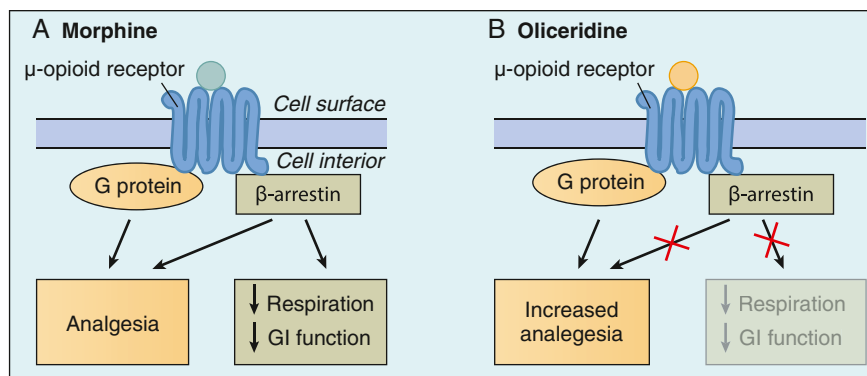 A Morphine
μ-opioid receptor
Cell surface
Cell interior
G protein
β-arrestin
Analgesia
↓ Respiration
↓ GI function
B Oliceridine
μ-opioid receptor
G protein
β-arrestin
Increased
analegesia
↓ Respiration
↓ GI function